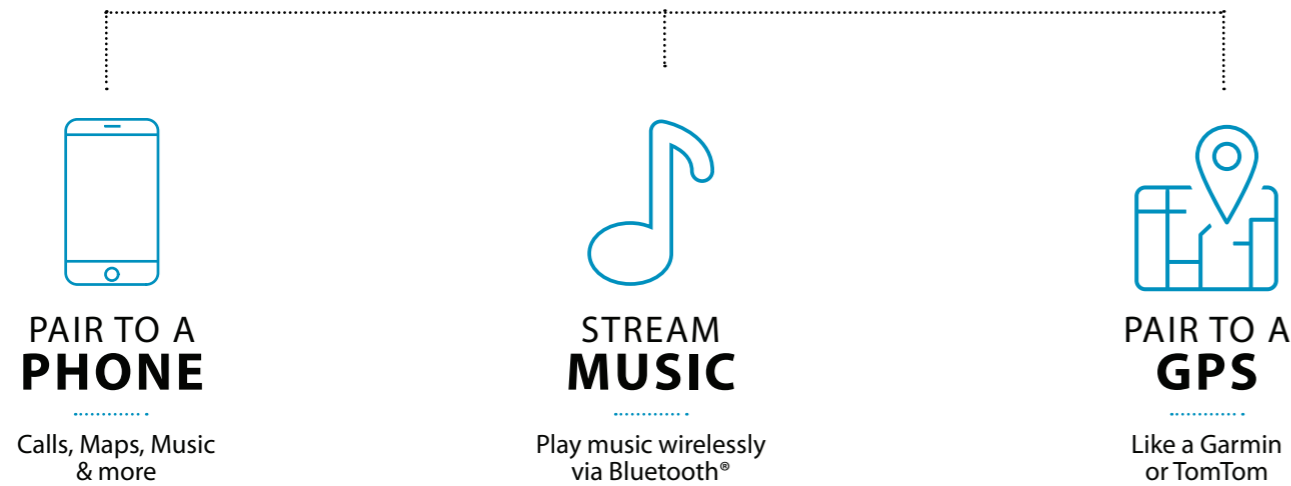 PAIR TO A
PHONE
Calls, Maps, Music
& more
STREAM
MUSIC
Play music wirelessly
via Bluetooth®
PAIR TO A
GPS
Like a Garmin
or TomTom